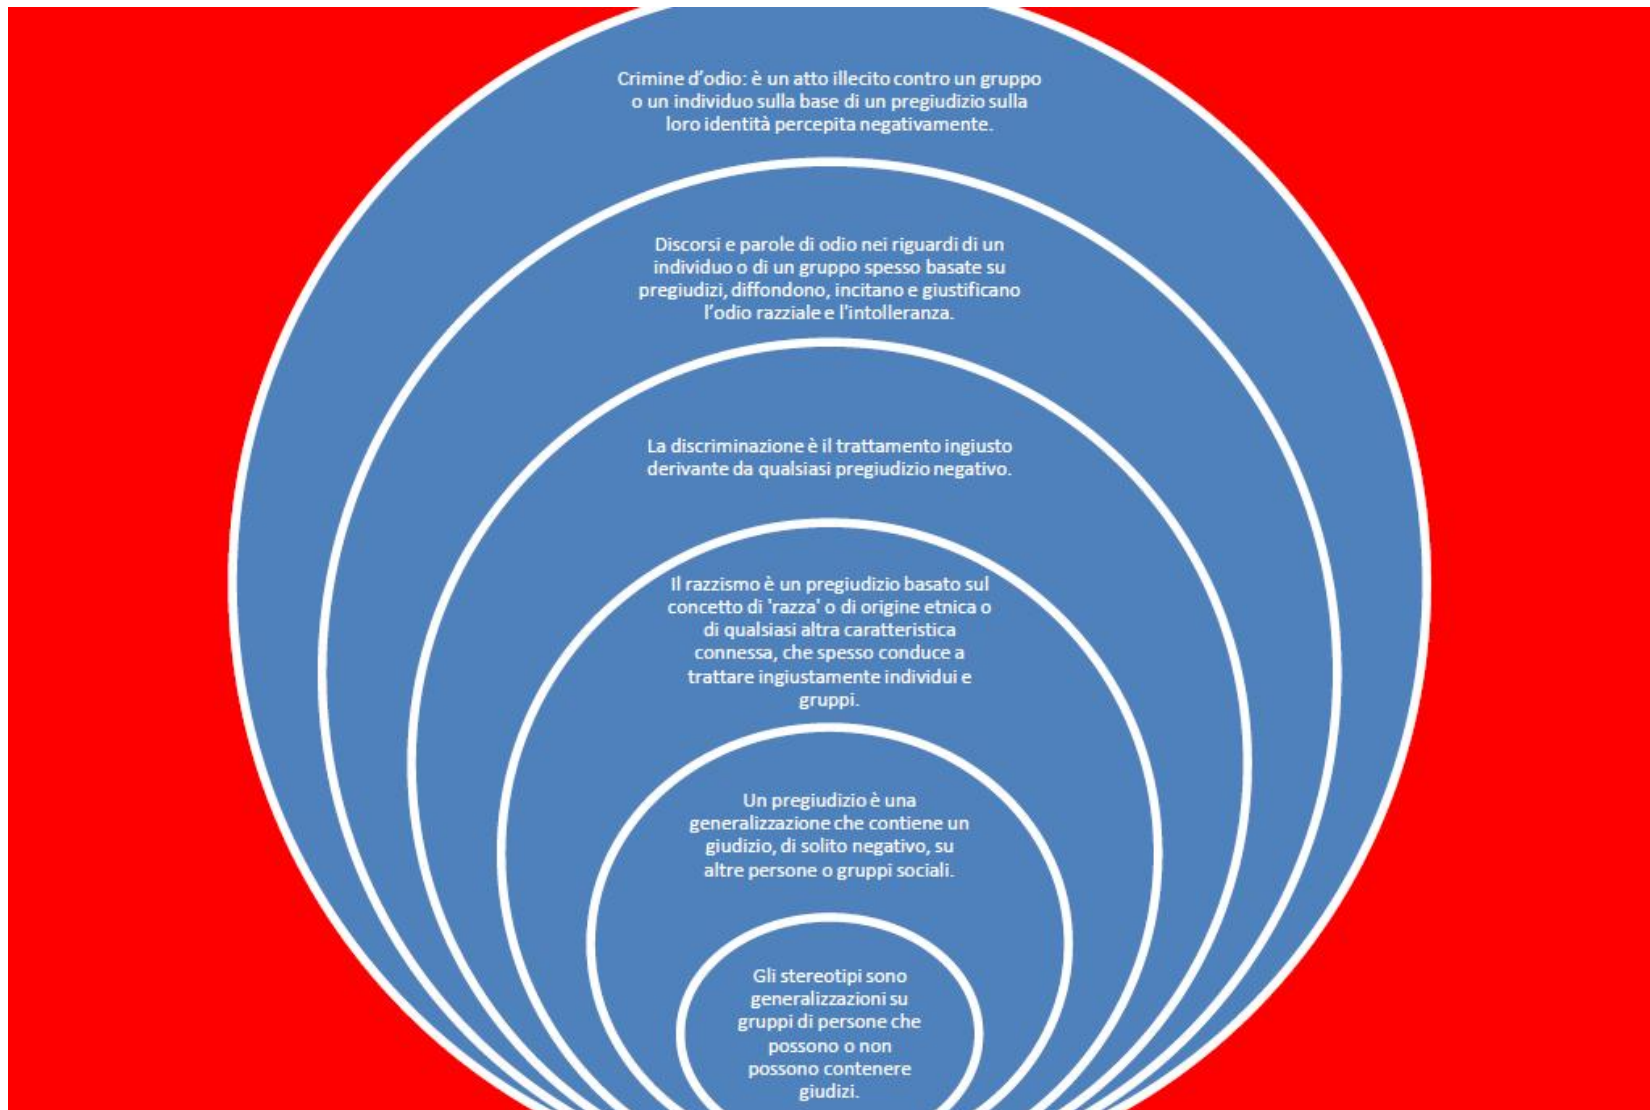 Crimine d'odio: è un atto illecito contro un gruppo
o un individuo sulla base di un pregiudizio sulla
loro identità percepita negativamente.
Discorsi e parole di odio nei riguardi di un
individuo o di un gruppo spesso basate su
pregiudizi, diffondono, incitano e giustificano
l'odio razziale e l'intolleranza.
La discriminazione è il trattamento ingiusto
derivante da qualsiasi pregiudizio negativo.
Il razzismo è un pregiudizio basato sul
concetto di 'razza' o di origine etnica o
di qualsiasi altra caratteristica
connessa, che spesso conduce a
trattare ingiustamente individui e
gruppi.
Un pregiudizio è una
generalizzazione che contiene un
giudizio, di solito negativo, su
altre persone o gruppi sociali.
Gli stereotipi sono
generalizzazioni su
gruppi di persone che
possono o non
possono contenere
giudizi.